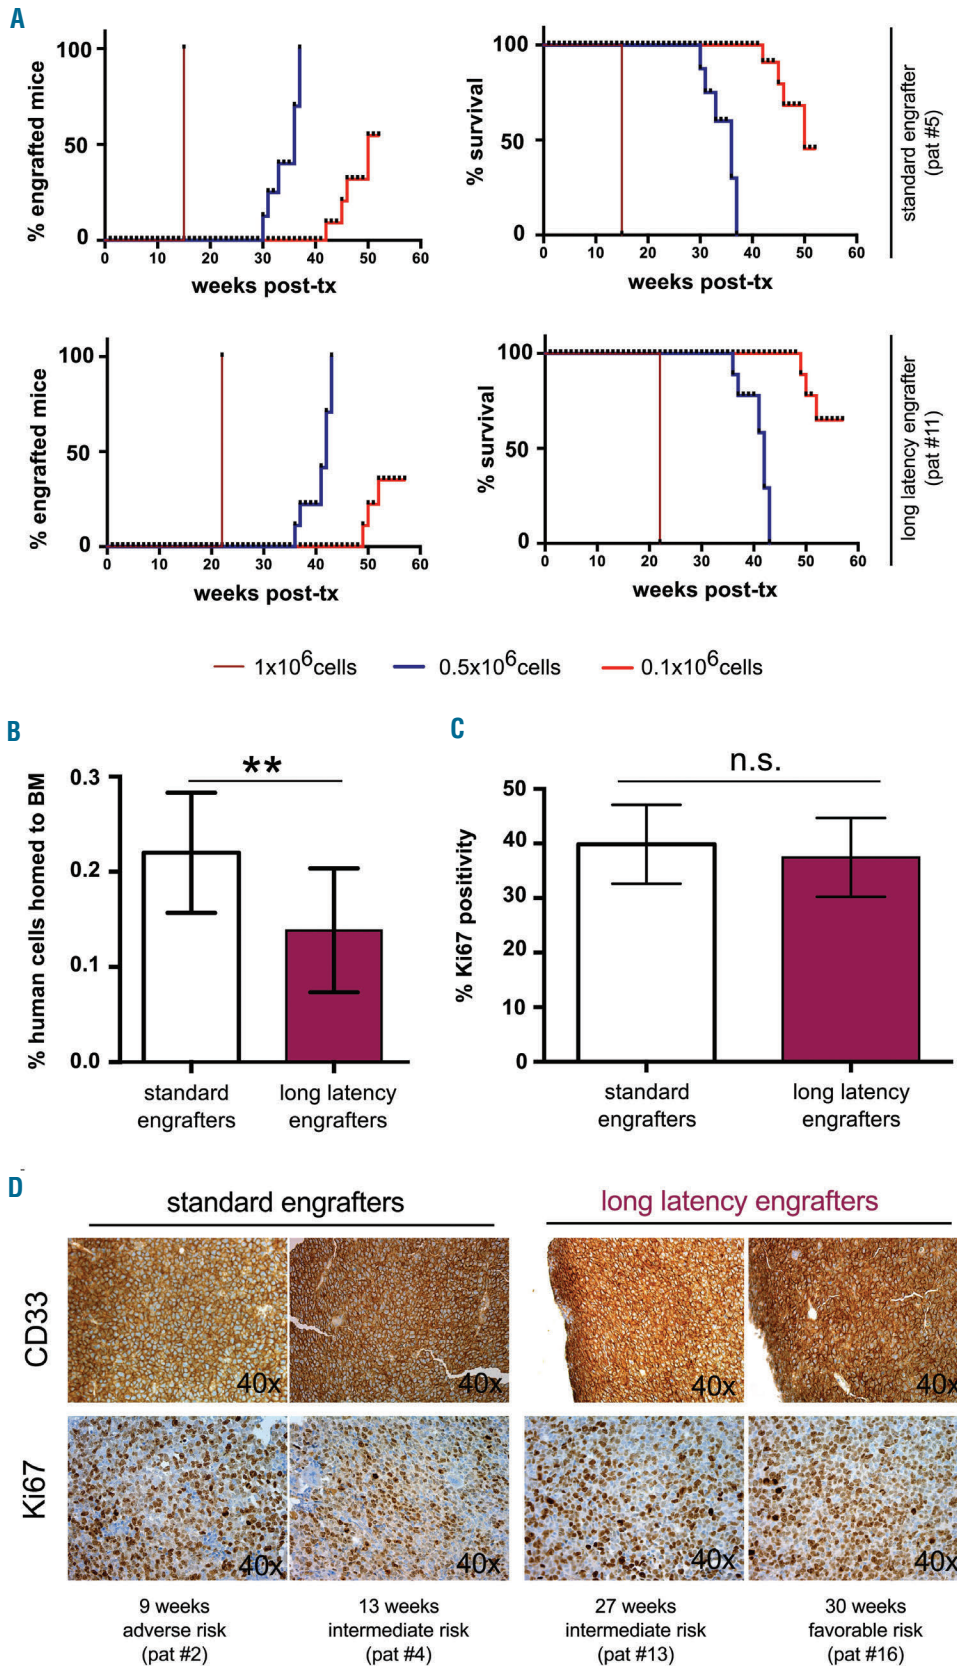 A
% engrafted mice
100
50
0
0 10 20 30 40 50 60
weeks post-tx
% survival
100
50
0
0 10 20 30 40 50 60
weeks post-tx
standard engrafter
(pat #5)
% engrafted mice
100
50
0
0 10 20 30 40 50 60
weeks post-tx
% survival
100
50
0
0 10 20 30 40 50 60
weeks post-tx
long latency engrafter
(pat #11)
1x10⁶cells 0.5x10⁶cells 0.1x10⁶cells
B
% human cells homed to BM
0.3
0.2
0.1
0.0
**
standard
engrafters
long latency
engrafters
C
% Ki67 positivity
50
40
30
20
10
0
n.s.
standard
engrafters
long latency
engrafters
D
standard engrafters
long latency engrafters
CD33
40x 40x 40x 40x
Ki67
40x 40x 40x 40x
9 weeks
adverse risk
(pat #2)
13 weeks
intermediate risk
(pat #4)
27 weeks
intermediate risk
(pat #13)
30 weeks
favorable risk
(pat #16)